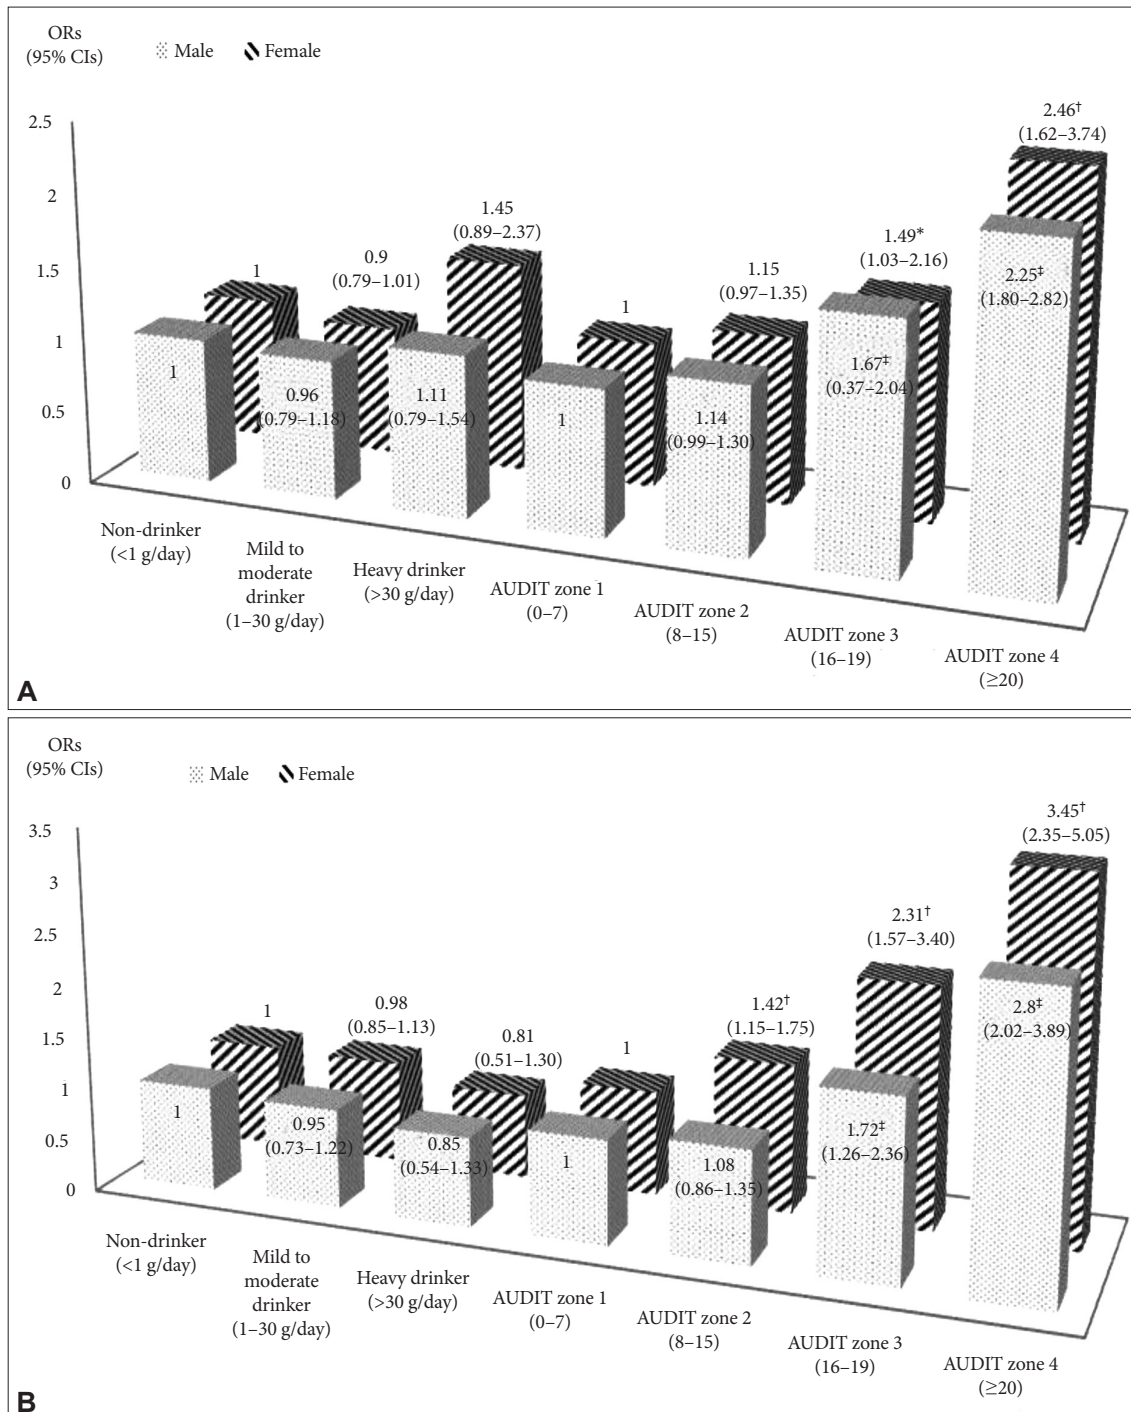 ORs
(95% CIs)
Male
Female
2.5
2
1.5
1
0.5
0
1
1
0.9
(0.79–1.01)
0.96
(0.79–1.18)
1.45
(0.89–2.37)
1.11
(0.79–1.54)
1
1
1.15
(0.97–1.35)
1.14
(0.99–1.30)
1.49*
(1.03–2.16)
1.67‡
(0.37–2.04)
2.46†
(1.62–3.74)
2.25‡
(1.80–2.82)
Non-drinker
(<1 g/day)
Mild to
moderate
drinker
(1–30 g/day)
Heavy drinker
(>30 g/day)
AUDIT zone 1
(0–7)
AUDIT zone 2
(8–15)
AUDIT zone 3
(16–19)
AUDIT zone 4
(≥20)
A
ORs
(95% CIs)
Male
Female
3.5
3
2.5
2
1.5
1
0.5
0
1
1
0.98
(0.85–1.13)
0.95
(0.73–1.22)
0.81
(0.51–1.30)
0.85
(0.54–1.33)
1
1
1.42†
(1.15–1.75)
1.08
(0.86–1.35)
2.31†
(1.57–3.40)
1.72‡
(1.26–2.36)
3.45†
(2.35–5.05)
2.8‡
(2.02–3.89)
Non-drinker
(<1 g/day)
Mild to
moderate
drinker
(1–30 g/day)
Heavy drinker
(>30 g/day)
AUDIT zone 1
(0–7)
AUDIT zone 2
(8–15)
AUDIT zone 3
(16–19)
AUDIT zone 4
(≥20)
B